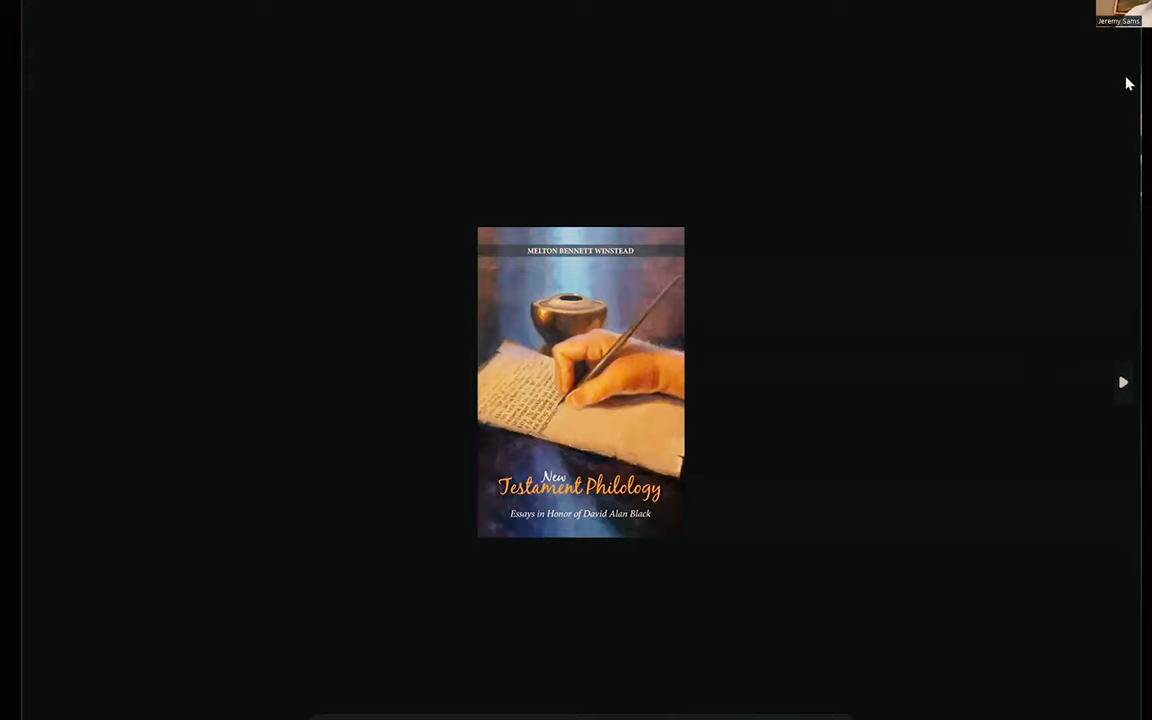 Jeremy Sams
MELTON BENNETT WINSTEAD
New
Testament Philology
Essays in Honor of David Alan Black